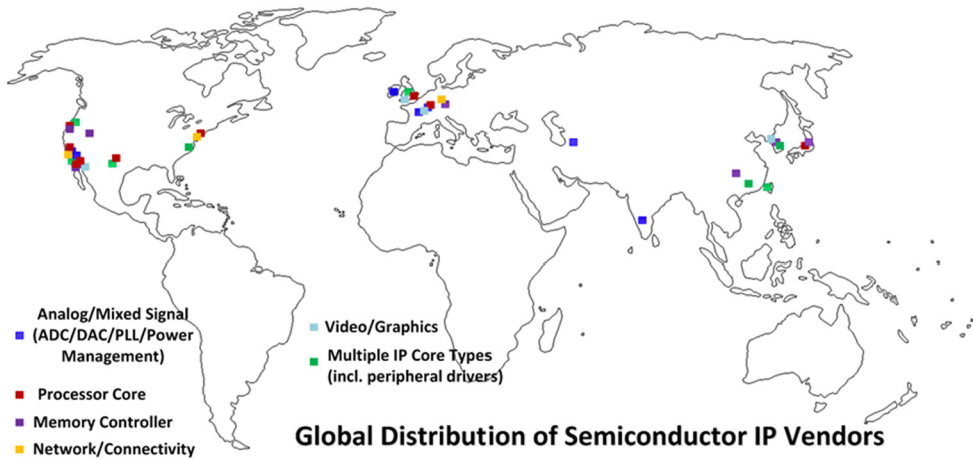 Analog/Mixed Signal
(ADC/DAC/PLL/Power
Management)
Processor Core
Memory Controller
Network/Connectivity
Video/Graphics
Multiple IP Core Types
(incl. peripheral drivers)
Global Distribution of Semiconductor IP Vendors